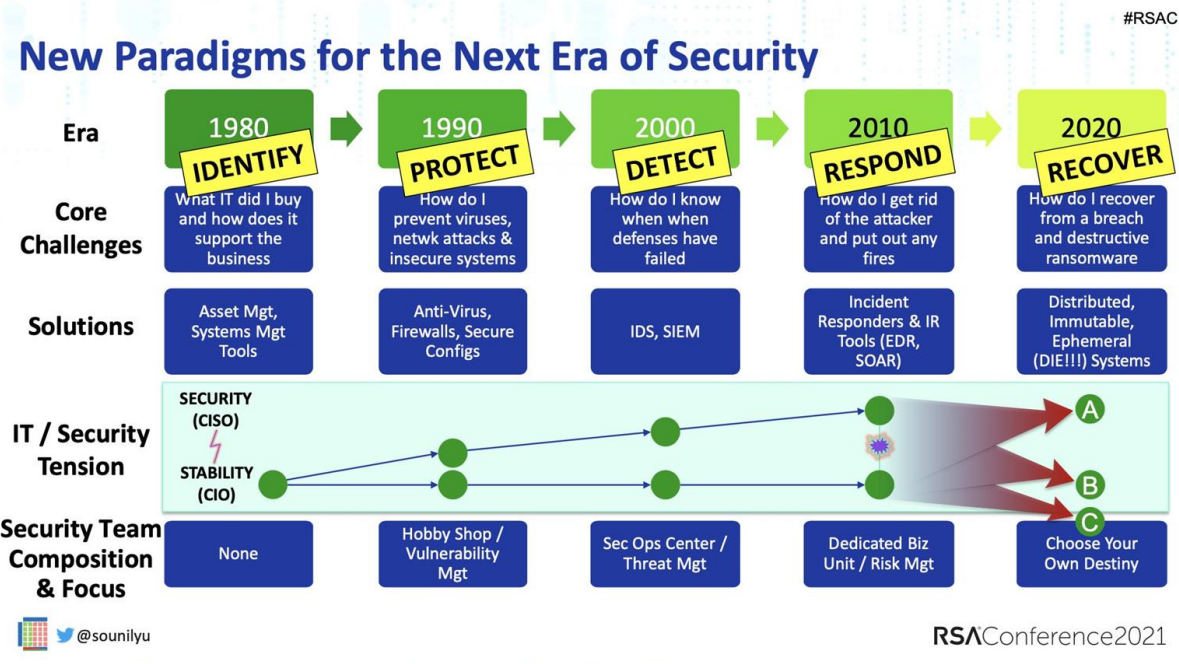 #RSAC
New Paradigms for the Next Era of Security
Era
1980
1990
2000
2010
2020
IDENTIFY
PROTECT
DETECT
RESPOND
RECOVER
Core
Challenges
What IT did I buy
and how does it
support the
business
How do I
prevent viruses,
netwk attacks &
insecure systems
How do I know
when when
defenses have
failed
How do I get rid
of the attacker
and put out any
fires
How do I recover
from a breach
and destructive
ransomware
Solutions
Asset Mgt,
Systems Mgt
Tools
Anti-Virus,
Firewalls, Secure
Configs
IDS, SIEM
Incident
Responders & IR
Tools (EDR,
SOAR)
Distributed,
Immutable,
Ephemeral
(DIE!!!) Systems
IT / Security
Tension
SECURITY
(CISO)
STABILITY
(CIO)
A
B
C
Security Team
Composition
& Focus
None
Hobby Shop /
Vulnerability
Mgt
Sec Ops Center /
Threat Mgt
Dedicated Biz
Unit / Risk Mgt
Choose Your
Own Destiny
@sounilyu
RSAConference2021